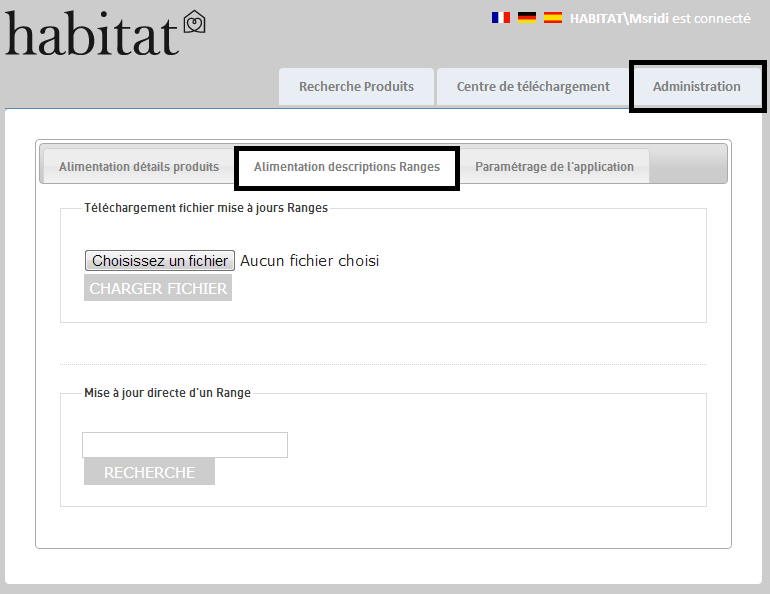 habitat
HABITAT\Msridi est connecté
Recherche Produits
Centre de téléchargement
Administration
Alimentation détails produits
Alimentation descriptions Ranges
Paramétrage de l'application
Téléchargement fichier mise à jours Ranges
Choisissez un fichier Aucun fichier choisi
CHARGER FICHIER
Mise à jour directe d'un Range
RECHERCHE